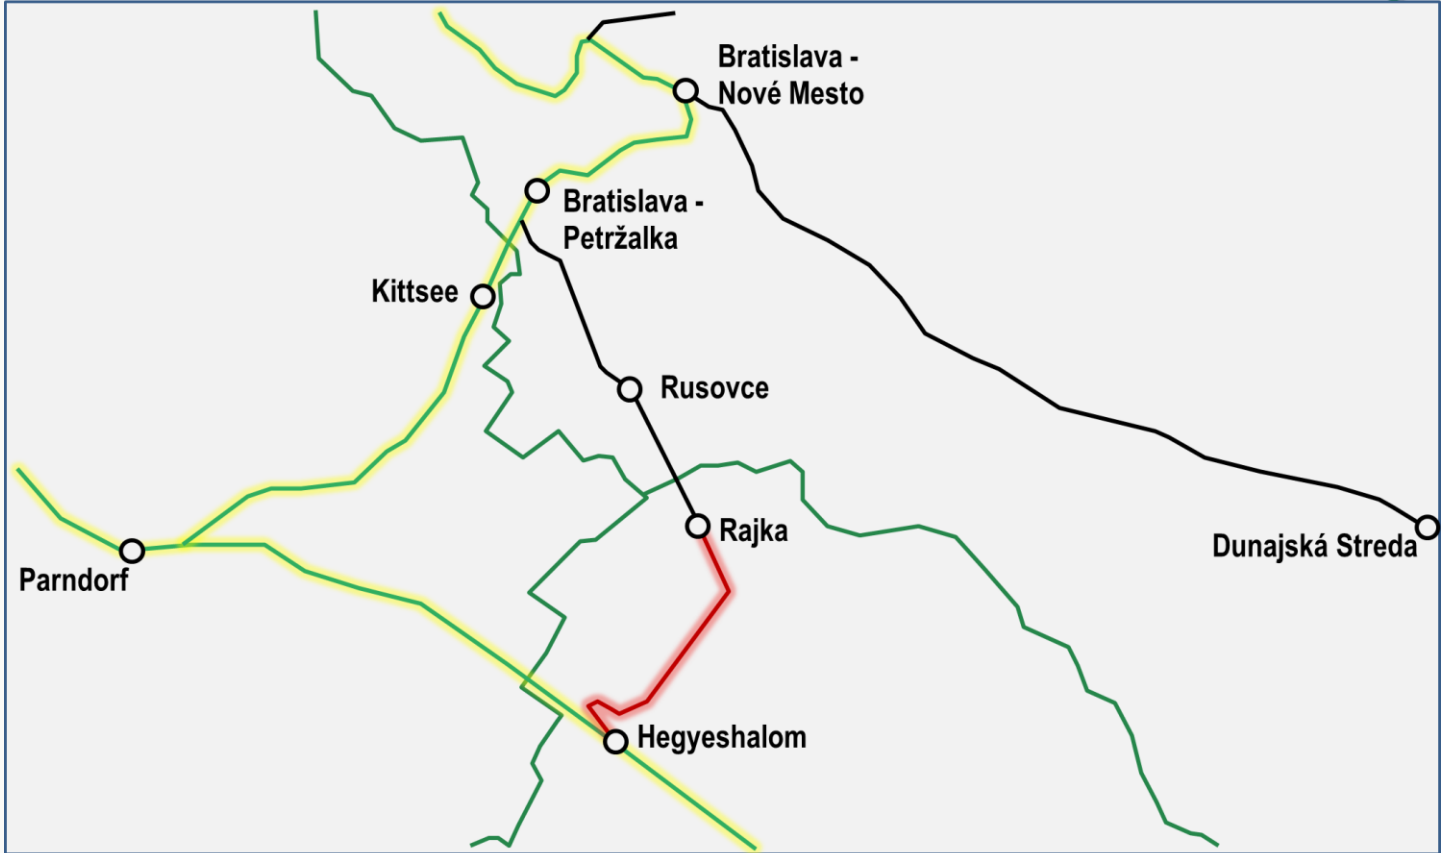 Bratislava -
Nové Mesto
Bratislava -
Petržalka
Kittsee
Rusovce
Rajka
Dunajská Streda
Parndorf
Hegyeshalom